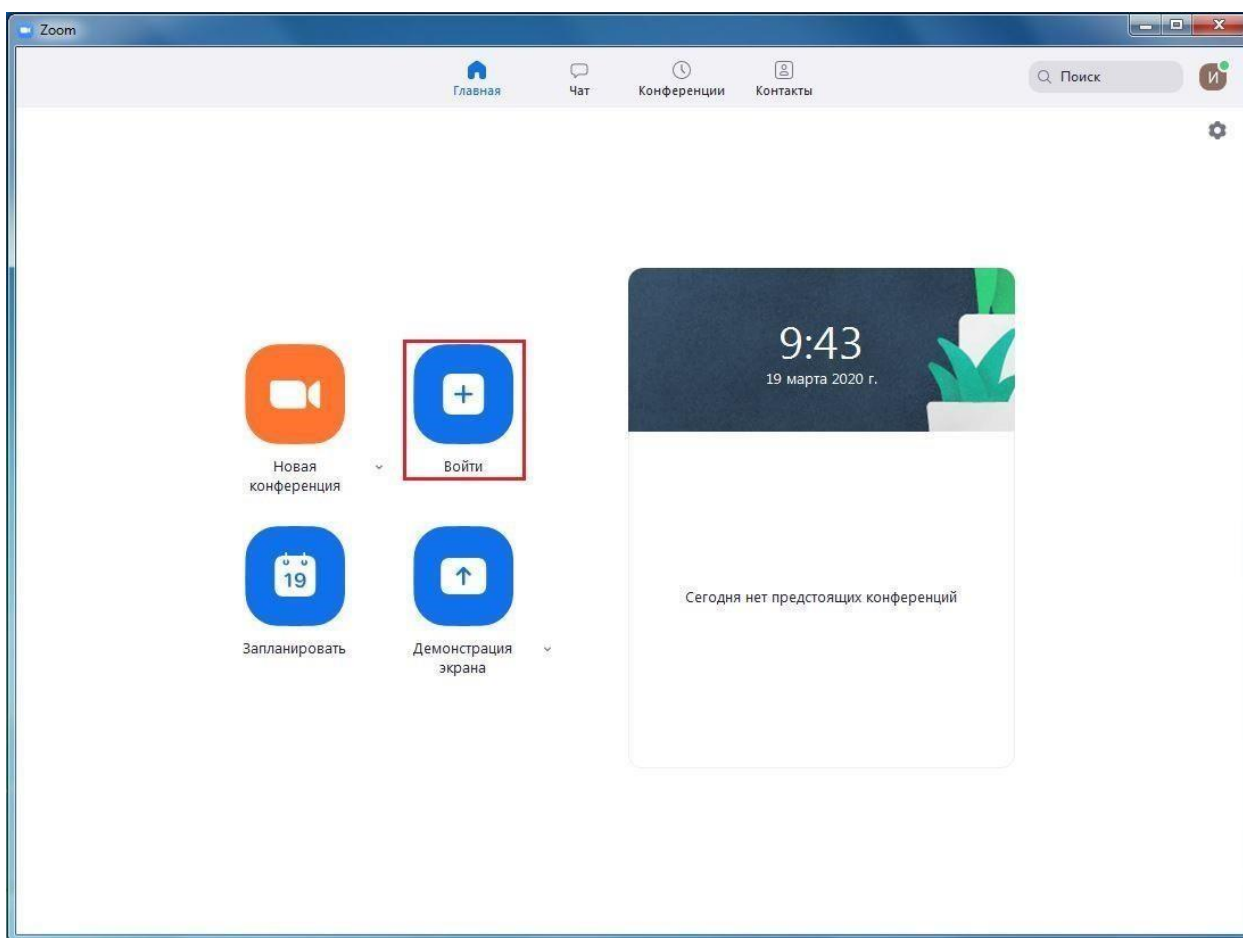 Zoom
Главная
Чат
Конференции
Контакты
Поиск
И
9:43
19 марта 2020 г.
Новая
конференция
Войти
19
Запланировать
Демонстрация
экрана
Сегодня нет предстоящих конференций